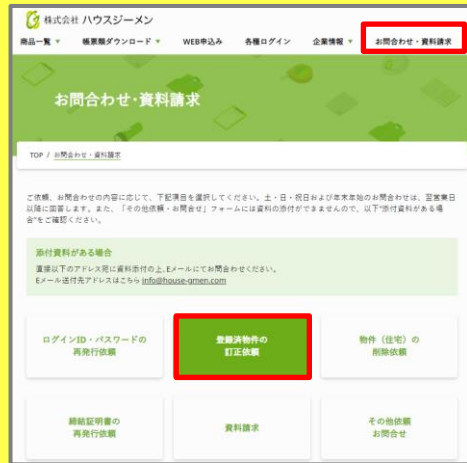 株式会社 ハウスジーメン
商品一覧 ▼ 帳票類ダウンロード ▼ WEB申込み 各種ログイン 企業情報 ▼ お問合わせ・資料請求
お問合わせ・資料請求
TOP / お問合わせ・資料請求
ご依頼、お問合わせの内容に応じて、下記項目を選択してください。土・日・祝日および年末年始のお問合わせは、翌営業日
以降に回答します。また、「その他依頼・お問合せ」フォームには資料の添付ができませんので、以下“添付資料がある場
合”をご確認ください。
添付資料がある場合
直接以下のアドレス宛に資料添付の上、Eメールにてお問合わせください。
Eメール送付先アドレスはこちら info@house-gmen.com
ログインID・パスワードの
再発行依頼
登録済物件の
訂正依頼
物件（住宅）の
削除依頼
締結証明書の
再発行依頼
資料請求
その他依頼
お問合せ